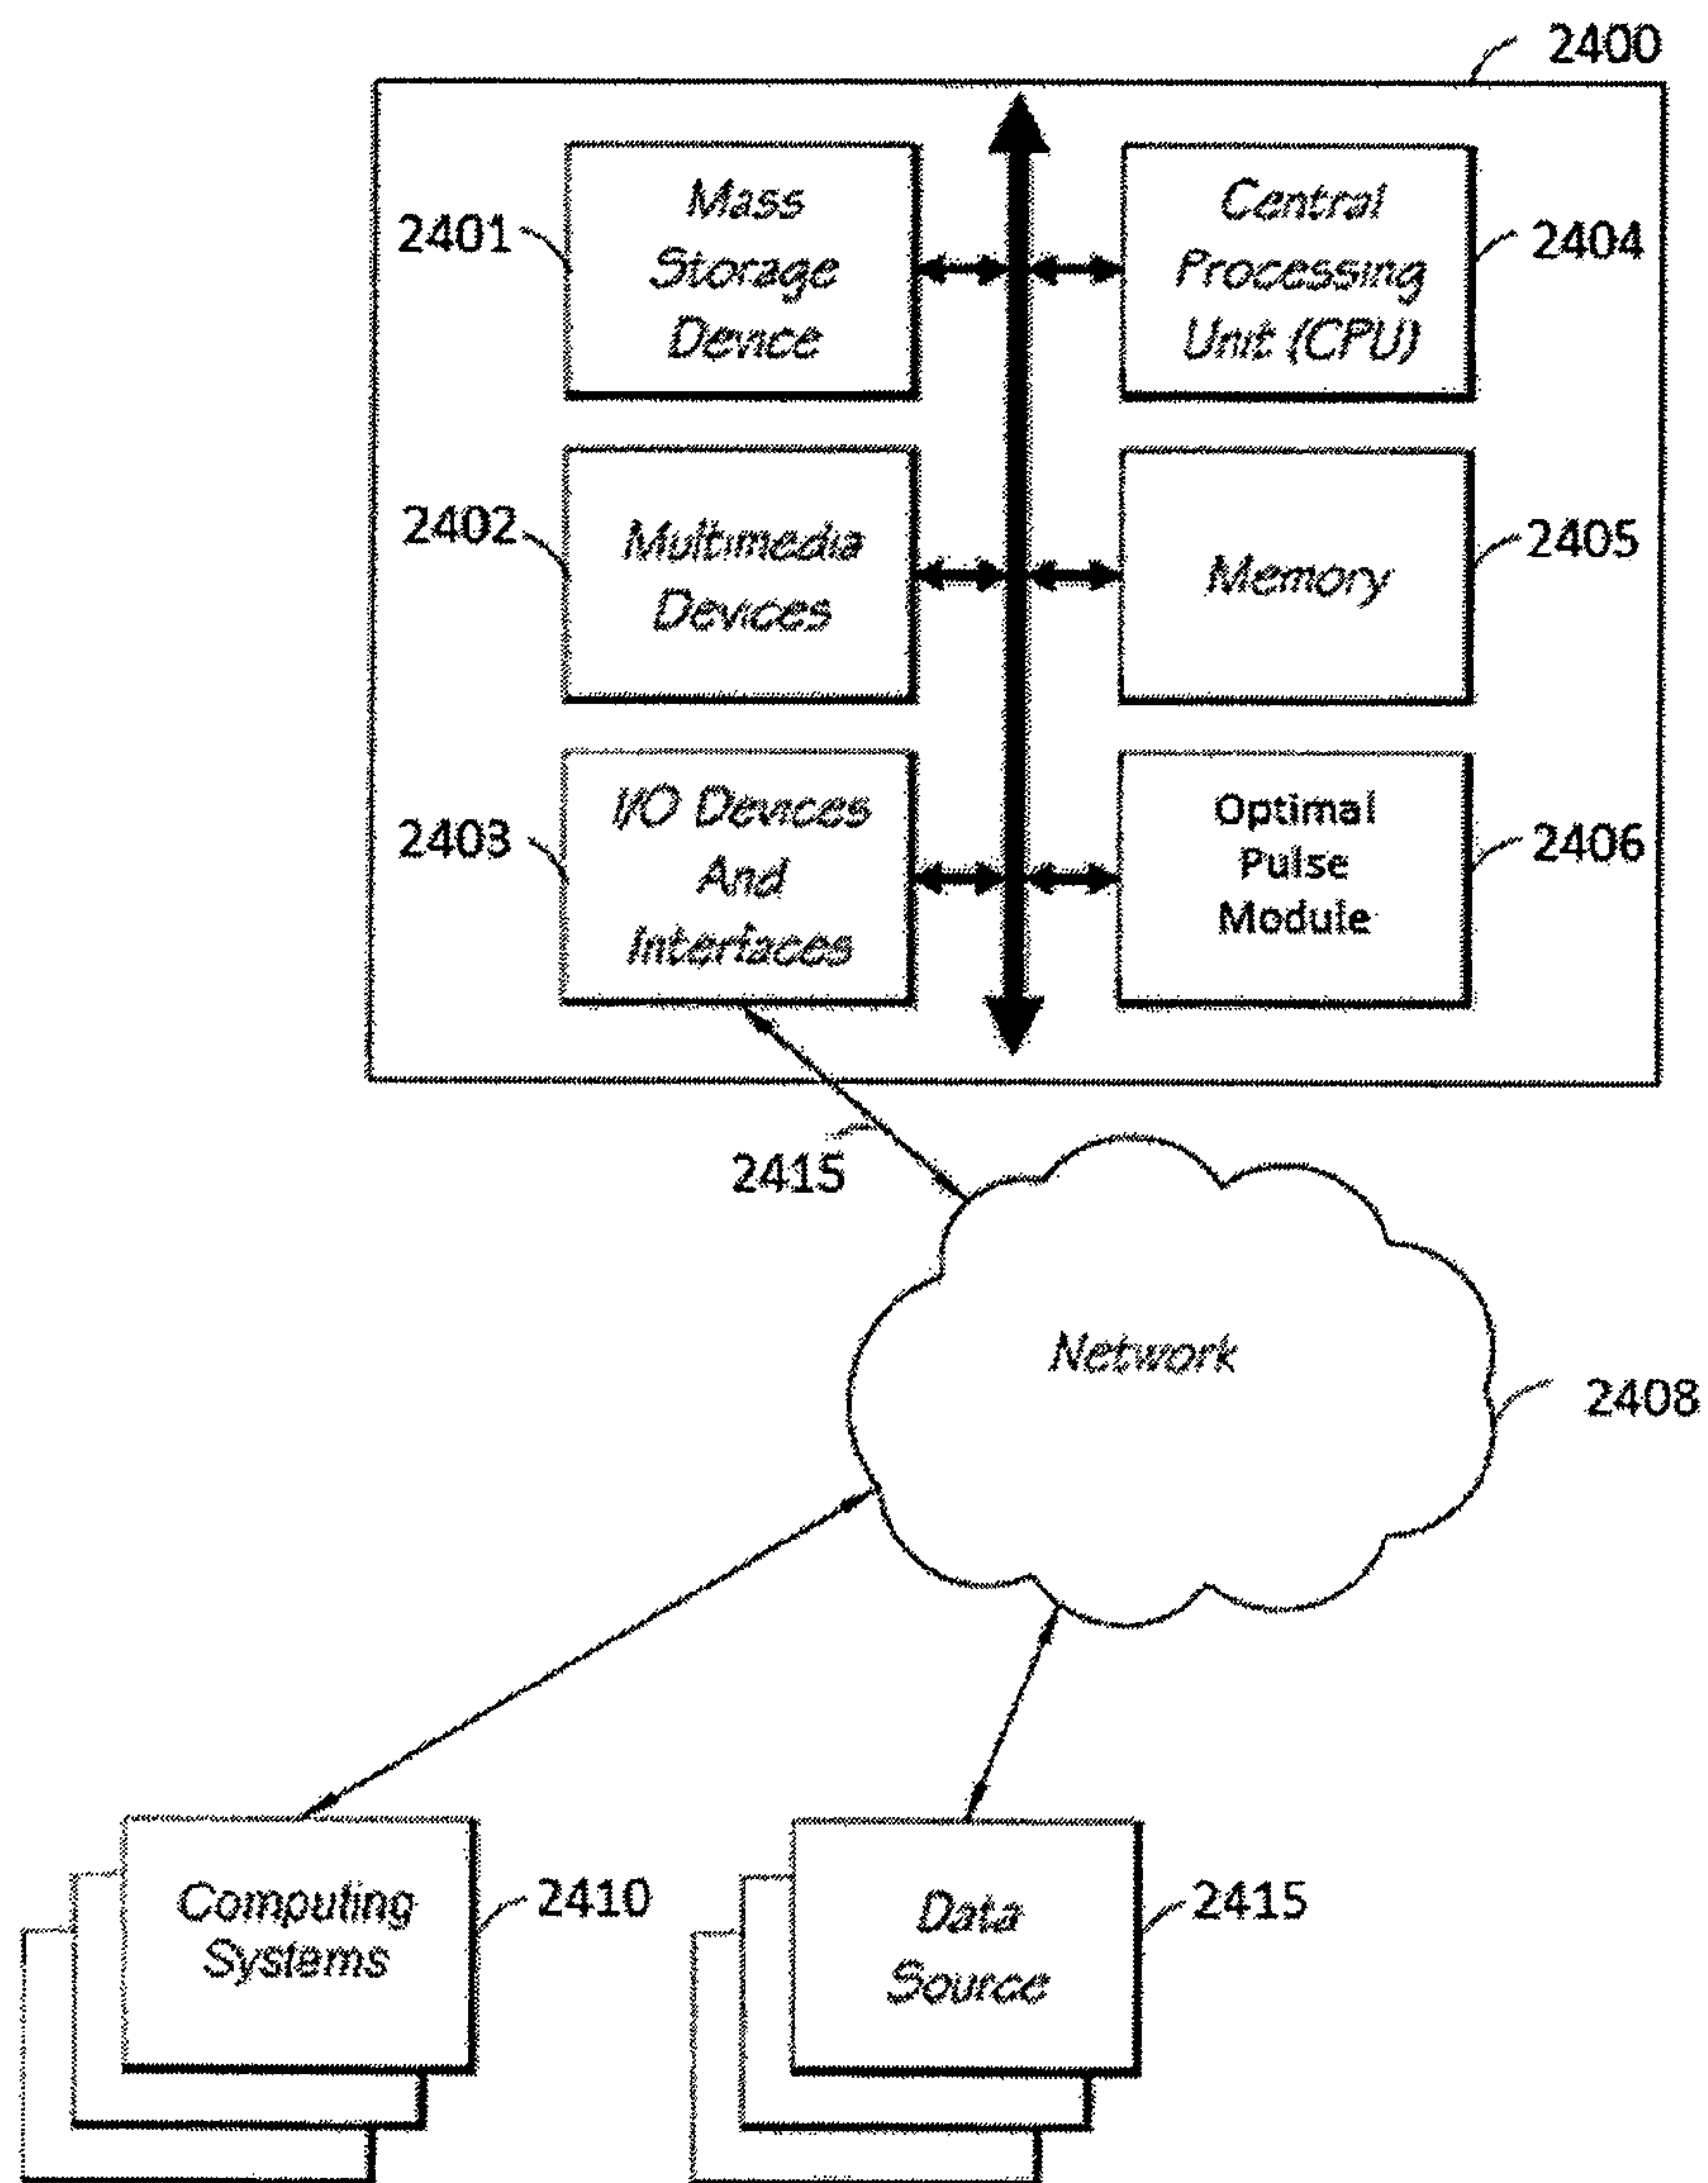 2400
2401
Mass
Storage
Device
Central
Processing
Unit (CPU)
2404
2402
Multimedia
Devices
Memory
2405
2403
I/O Devices
And
Interfaces
Optimal
Pulse
Module
2406
2415
Network
2408
Computing
Systems
2410
Data
Source
2415